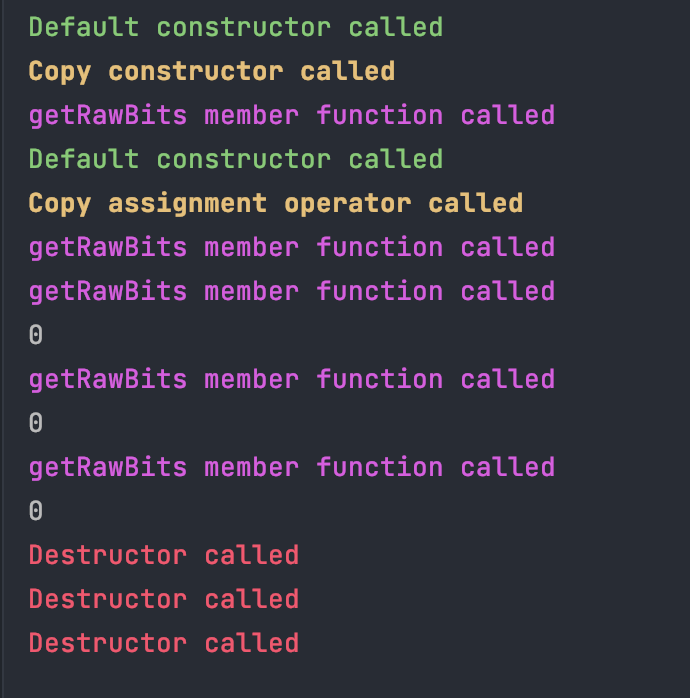 Default constructor called
Copy constructor called
getRawBits member function called
Default constructor called
Copy assignment operator called
getRawBits member function called
getRawBits member function called
0
getRawBits member function called
0
getRawBits member function called
0
Destructor called
Destructor called
Destructor called